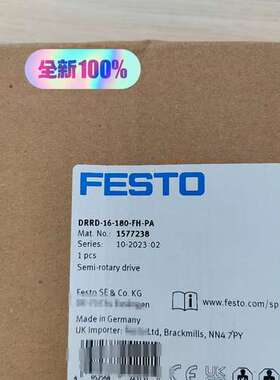 全新100%
FESTO
DRRD-16-180-FH-PA
Mat. No.: 1577238
Series: 10-2023:02
1 pcs
Semi-rotary drive
Festo SE & Co. KG
www.festo.com/sp
Made in Germany
UK Importer: Ltd, Brackmills, NN4 7PY